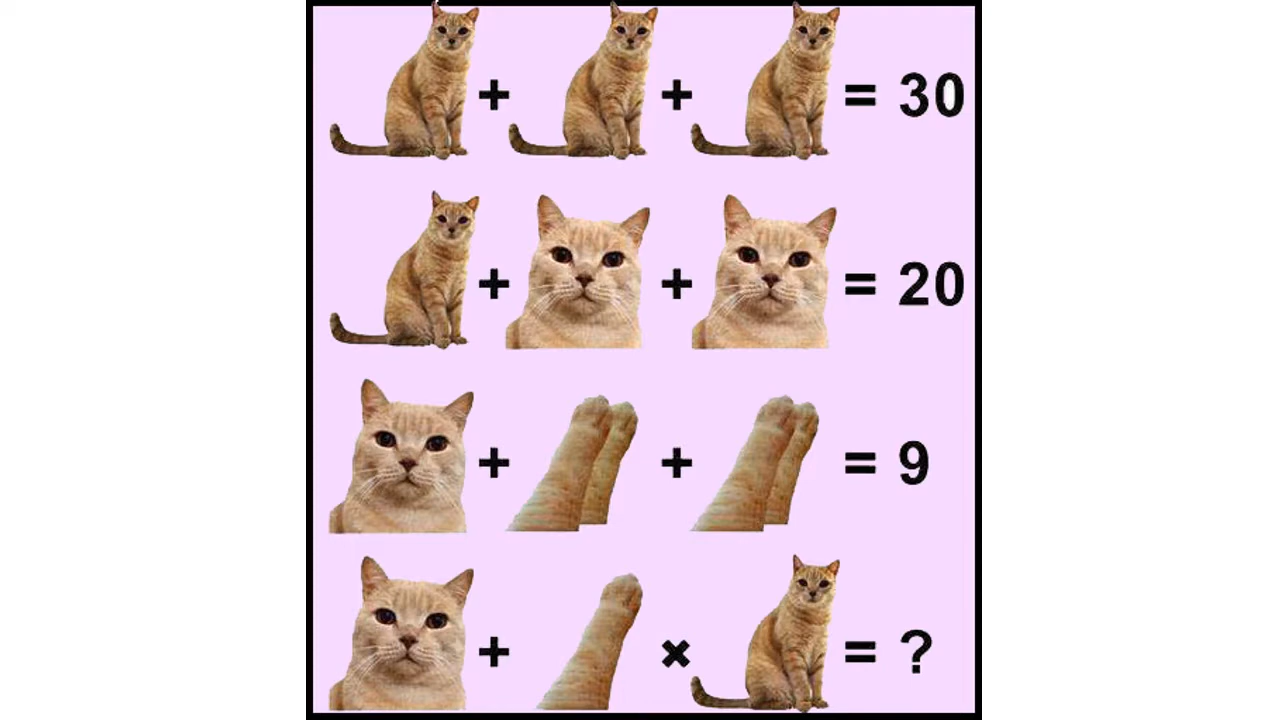 + + = 30
+ + = 20
+ + = 9
+ × = ?